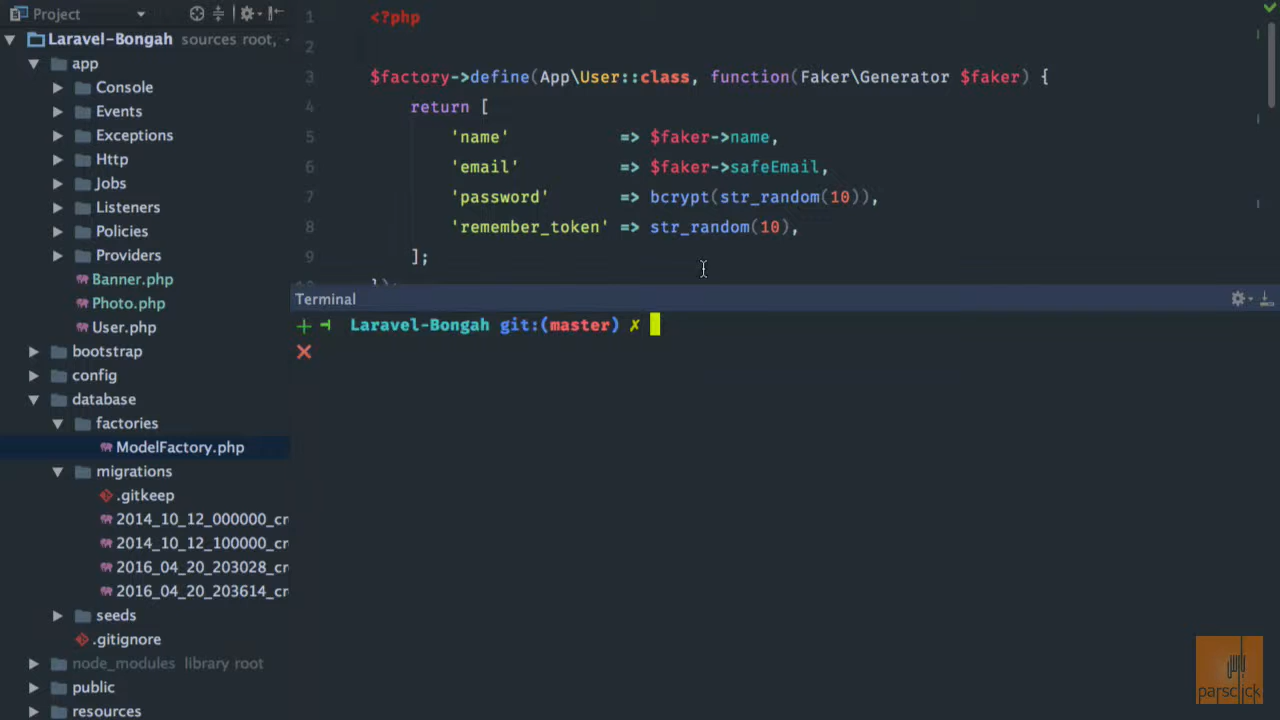 Project
Laravel-Bongah sources root,
app
Console
Events
Exceptions
Http
Jobs
Listeners
Policies
Providers
Banner.php
Photo.php
User.php
bootstrap
config
database
factories
ModelFactory.php
migrations
.gitkeep
2014_10_12_000000_cr
2014_10_12_100000_cr
2016_04_20_203028_cr
2016_04_20_203614_cr
seeds
.gitignore
node_modules library root
public
resources
1 <?php
2
3 $factory->define(App\User::class, function(Faker\Generator $faker) {
4 return [
5 'name' => $faker->name,
6 'email' => $faker->safeEmail,
7 'password' => bcrypt(str_random(10)),
8 'remember_token' => str_random(10),
9 ];
10 });
Terminal
Laravel-Bongah git:(master) ✗
parsclick